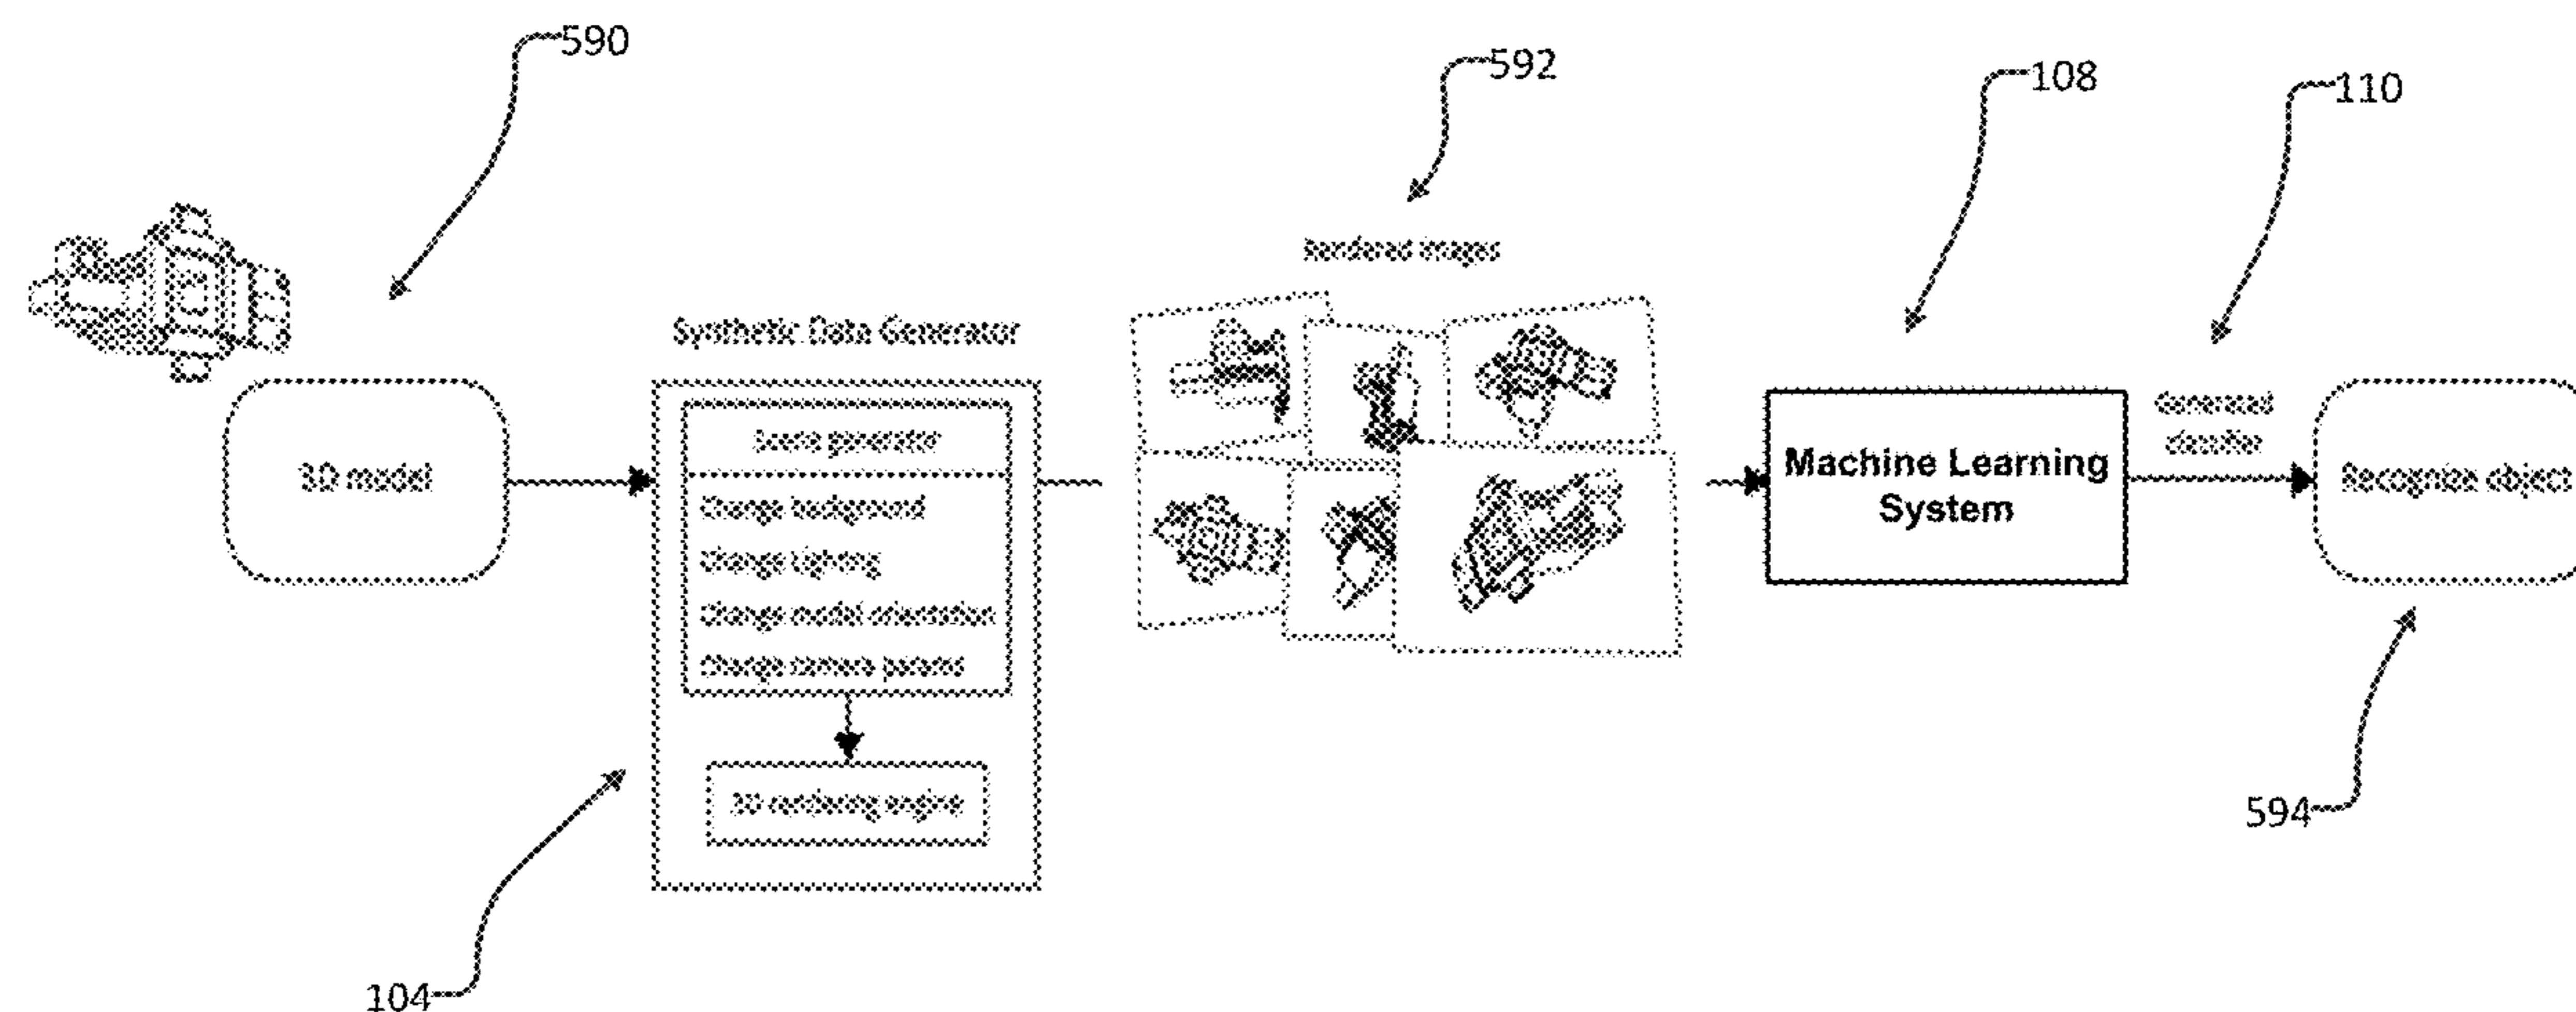 590
592
108
110
Rendered images
Synthetic Data Generator
3D model
Scene generator
Change background
Change Lighting
Change model orientation
Change camera params
3D rendering engine
Machine Learning
System
Generated
classifier
Recognize object
594
104